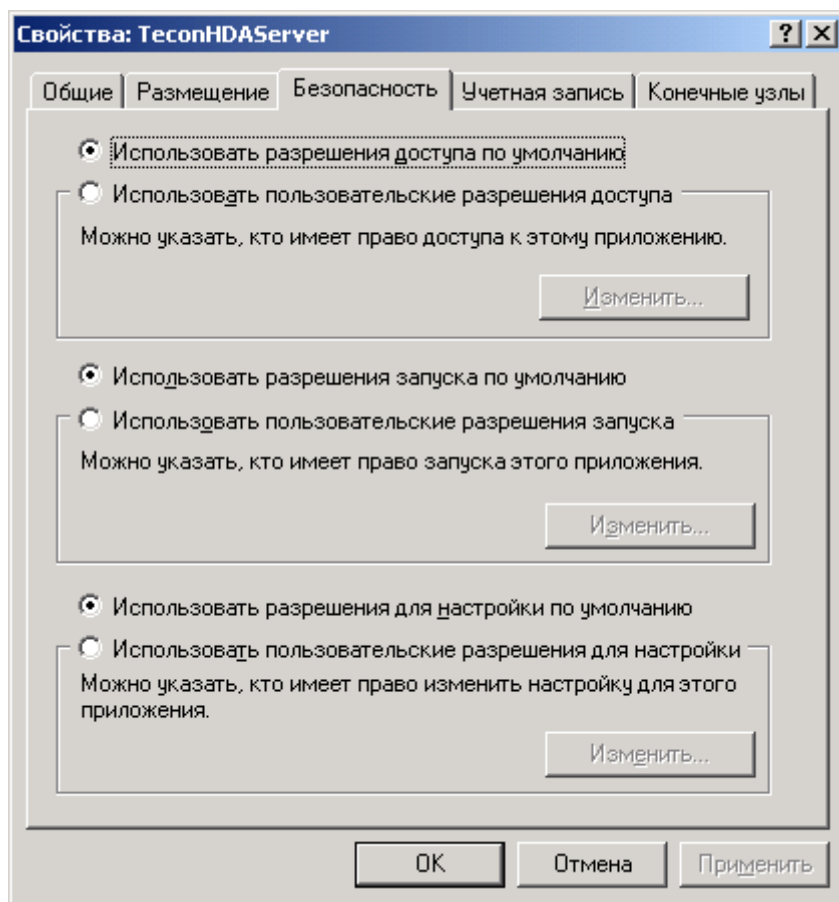 Свойства: TeconHDAServer
Общие
Размещение
Безопасность
Учетная запись
Конечные узлы
Использовать разрешения доступа по умолчанию
Использовать пользовательские разрешения доступа
Можно указать, кто имеет право доступа к этому приложению.
Изменить...
Использовать разрешения запуска по умолчанию
Использовать пользовательские разрешения запуска
Можно указать, кто имеет право запуска этого приложения.
Изменить...
Использовать разрешения для настройки по умолчанию
Использовать пользовательские разрешения для настройки
Можно указать, кто имеет право изменить настройку для этого
приложения.
Изменить...
OK
Отмена
Применить